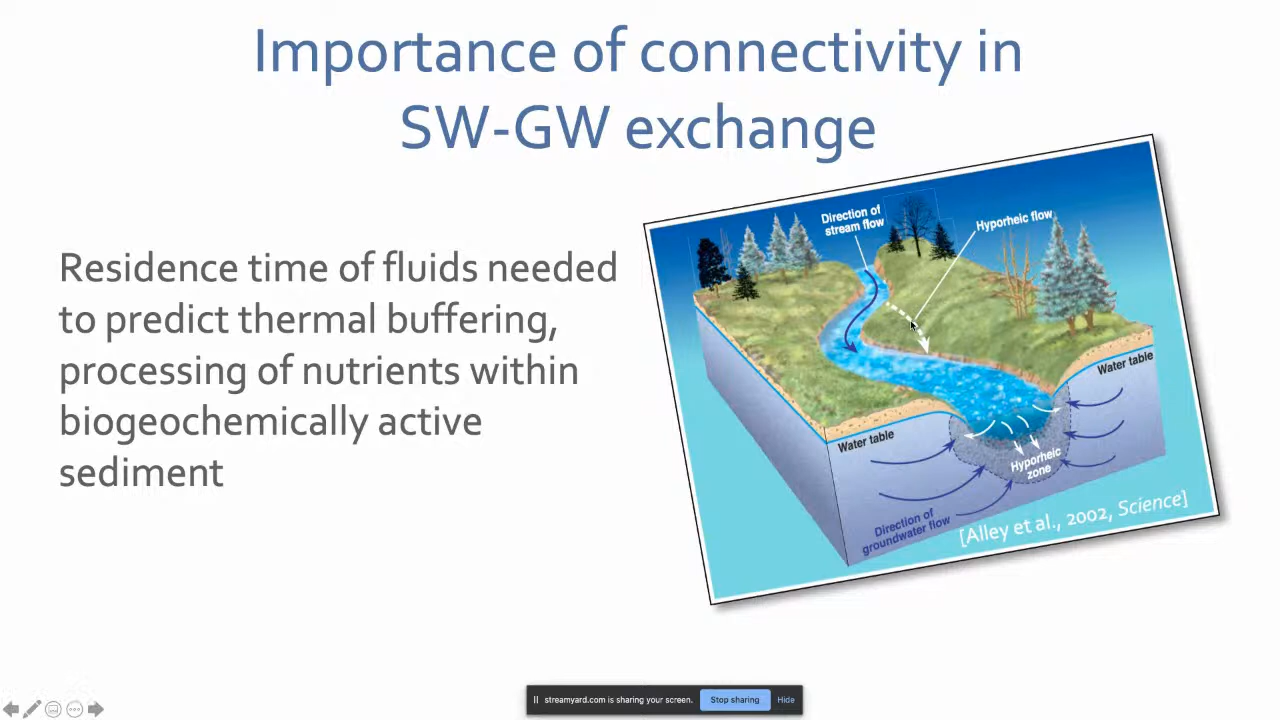 Importance of connectivity in
SW-GW exchange
Residence time of fluids needed
to predict thermal buffering,
processing of nutrients within
biogeochemically active
sediment
Direction of
stream flow
Hyporheic flow
Water table
Water table
Hyporheic
zone
Direction of
groundwater flow
[Alley et al., 2002, Science]
streamyard.com is sharing your screen.
Stop sharing
Hide